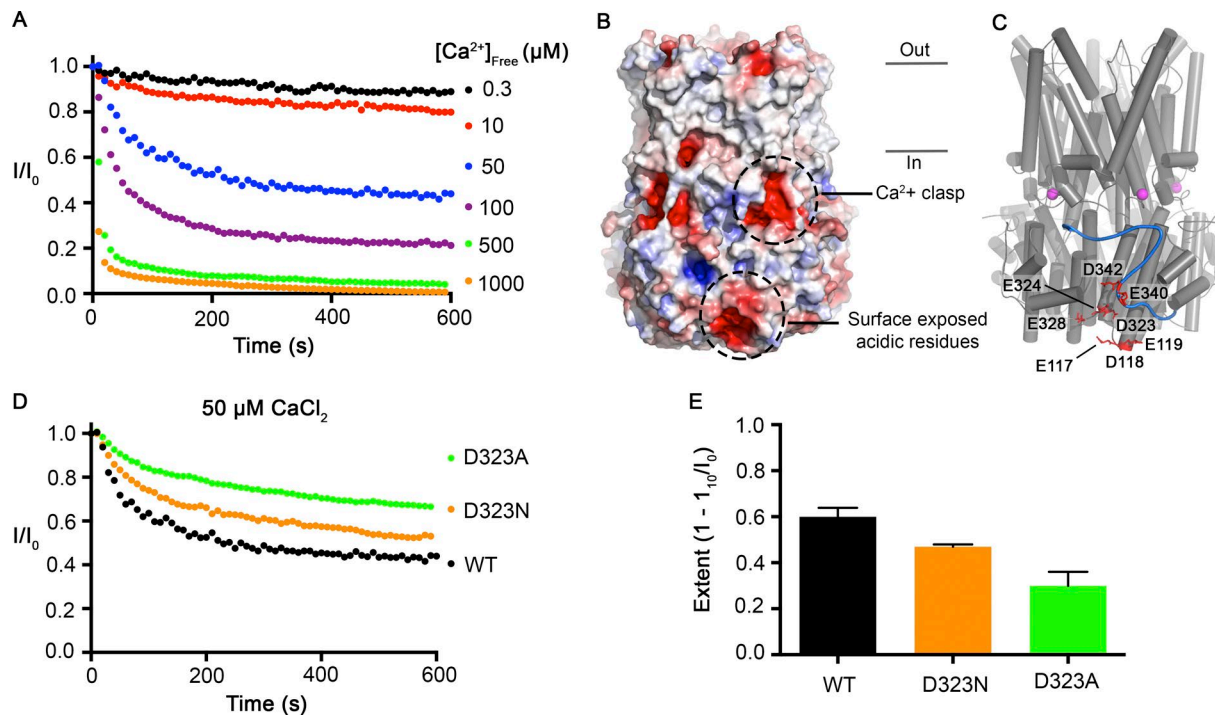 A
[Ca²⁺]Free (µM)
1.0
0.8
0.6
0.4
0.2
0.0
I/I₀
0.3
10
50
100
500
1000
200
400
600
Time (s)
B
Out
In
Ca²+ clasp
Surface exposed
acidic residues
C
D342
E324
E340
E328
D323
E119
E117
D118
D
50 µM CaCl₂
1.0
0.8
0.6
0.4
0.2
0.0
I/I₀
D323A
D323N
WT
0
200
400
600
Time (s)
E
Extent (1 - 1₁₀/I₀)
1.0
0.8
0.6
0.4
0.2
0.0
WT
D323N
D323A